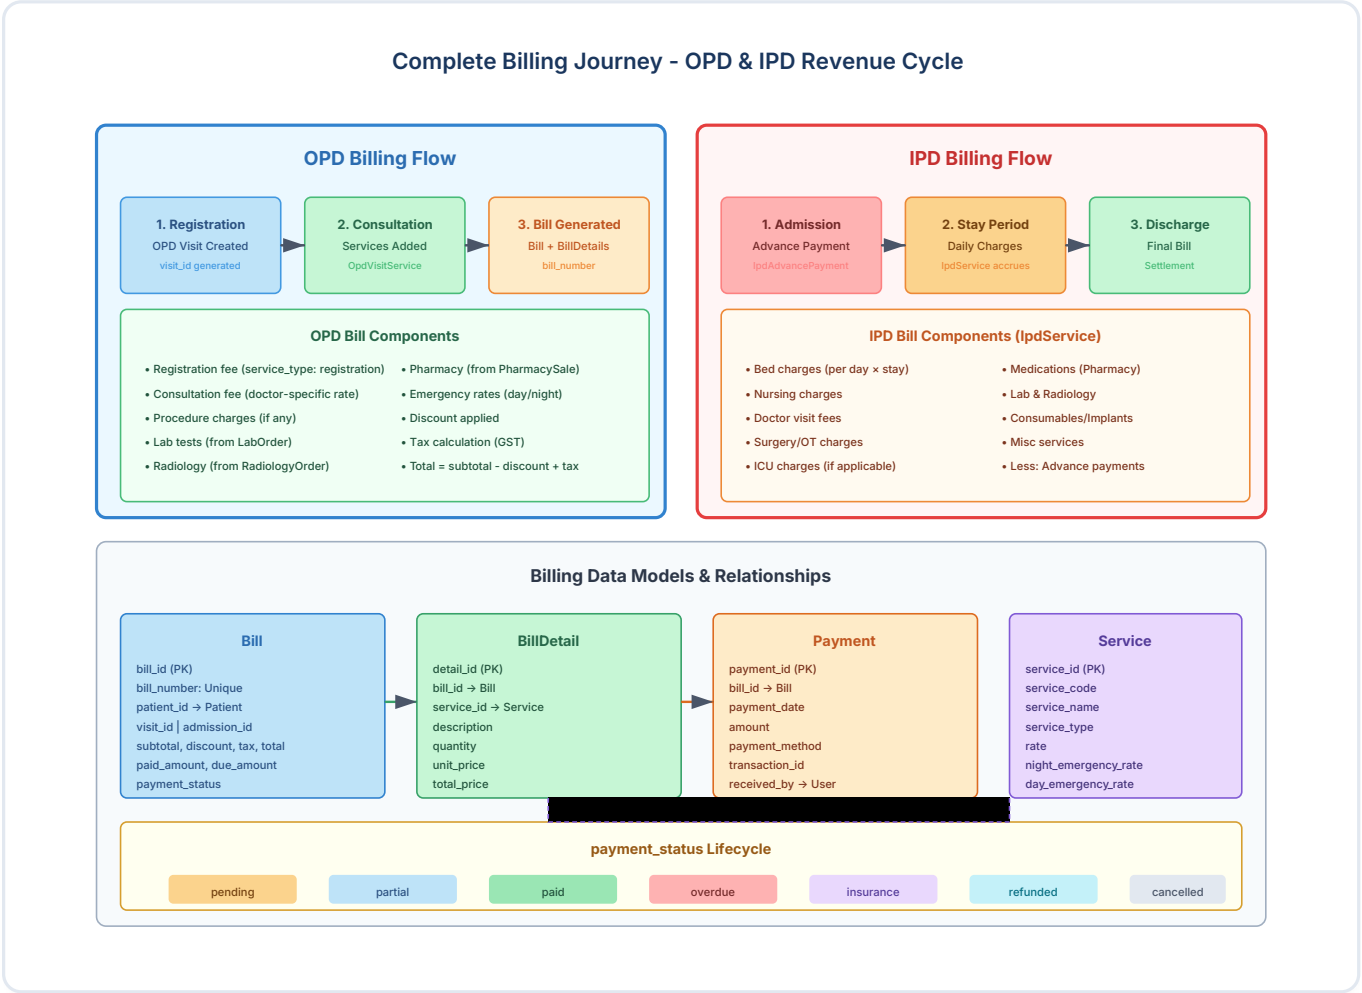 Complete Billing Journey - OPD & IPD Revenue Cycle
OPD Billing Flow
1. Registration
OPD Visit Created
visit_id generated
2. Consultation
Services Added
OpdVisitService
3. Bill Generated
Bill + BillDetails
bill_number
OPD Bill Components
• Registration fee (service_type: registration)
• Consultation fee (doctor-specific rate)
• Procedure charges (if any)
• Lab tests (from LabOrder)
• Radiology (from RadiologyOrder)
• Pharmacy (from PharmacySale)
• Emergency rates (day/night)
• Discount applied
• Tax calculation (GST)
• Total = subtotal - discount + tax
IPD Billing Flow
1. Admission
Advance Payment
IpdAdvancePayment
2. Stay Period
Daily Charges
IpdService accrues
3. Discharge
Final Bill
Settlement
IPD Bill Components (IpdService)
• Bed charges (per day × stay)
• Nursing charges
• Doctor visit fees
• Surgery/OT charges
• ICU charges (if applicable)
• Medications (Pharmacy)
• Lab & Radiology
• Consumables/Implants
• Misc services
• Less: Advance payments
Billing Data Models & Relationships
Bill
bill_id (PK)
bill_number: Unique
patient_id → Patient
visit_id | admission_id
subtotal, discount, tax, total
paid_amount, due_amount
payment_status
BillDetail
detail_id (PK)
bill_id → Bill
service_id → Service
description
quantity
unit_price
total_price
Payment
payment_id (PK)
bill_id → Bill
payment_date
amount
payment_method
transaction_id
received_by → User
Service
service_id (PK)
service_code
service_name
service_type
rate
night_emergency_rate
day_emergency_rate
payment_status Lifecycle
pending
partial
paid
overdue
insurance
refunded
cancelled